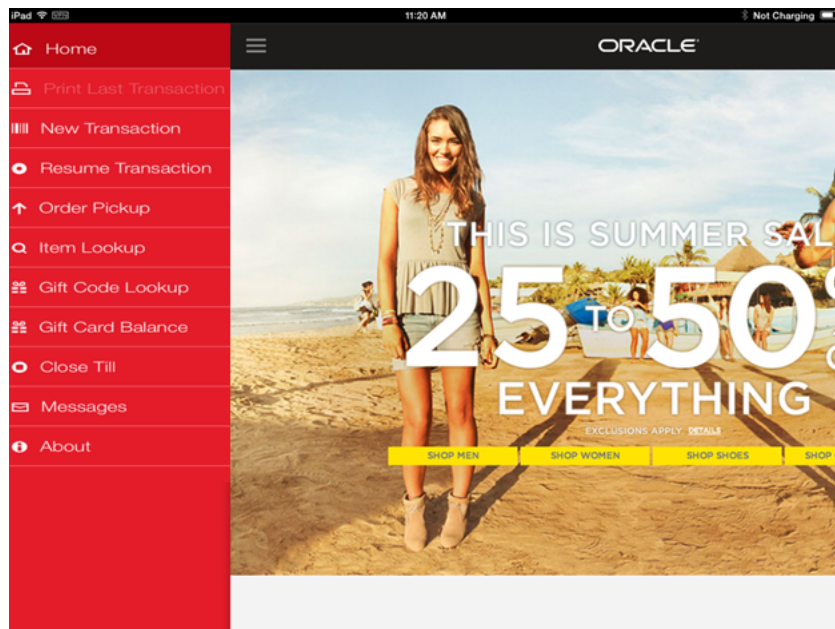 iPad VPN 11:20 AM Not Charging
Home
ORACLE
Print Last Transaction
New Transaction
Resume Transaction
Order Pickup
Item Lookup
Gift Code Lookup
Gift Card Balance
Close Till
Messages
About
THIS IS SUMMER SAL
25 TO 50%
EVERYTHING
EXCLUSIONS APPLY. DETAILS
SHOP MEN SHOP WOMEN SHOP SHOES SHOP